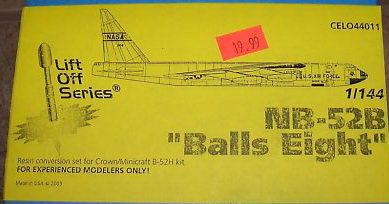 CELO44011
NASA
19.99
U.S. AIR FORCE
Lift
Off
Series®
1/144
NB-52B
"Balls Eight"
Resin conversion set for Crown/Minicraft B-52H kit
FOR EXPERIENCED MODELERS ONLY!
Made in USA © 2003